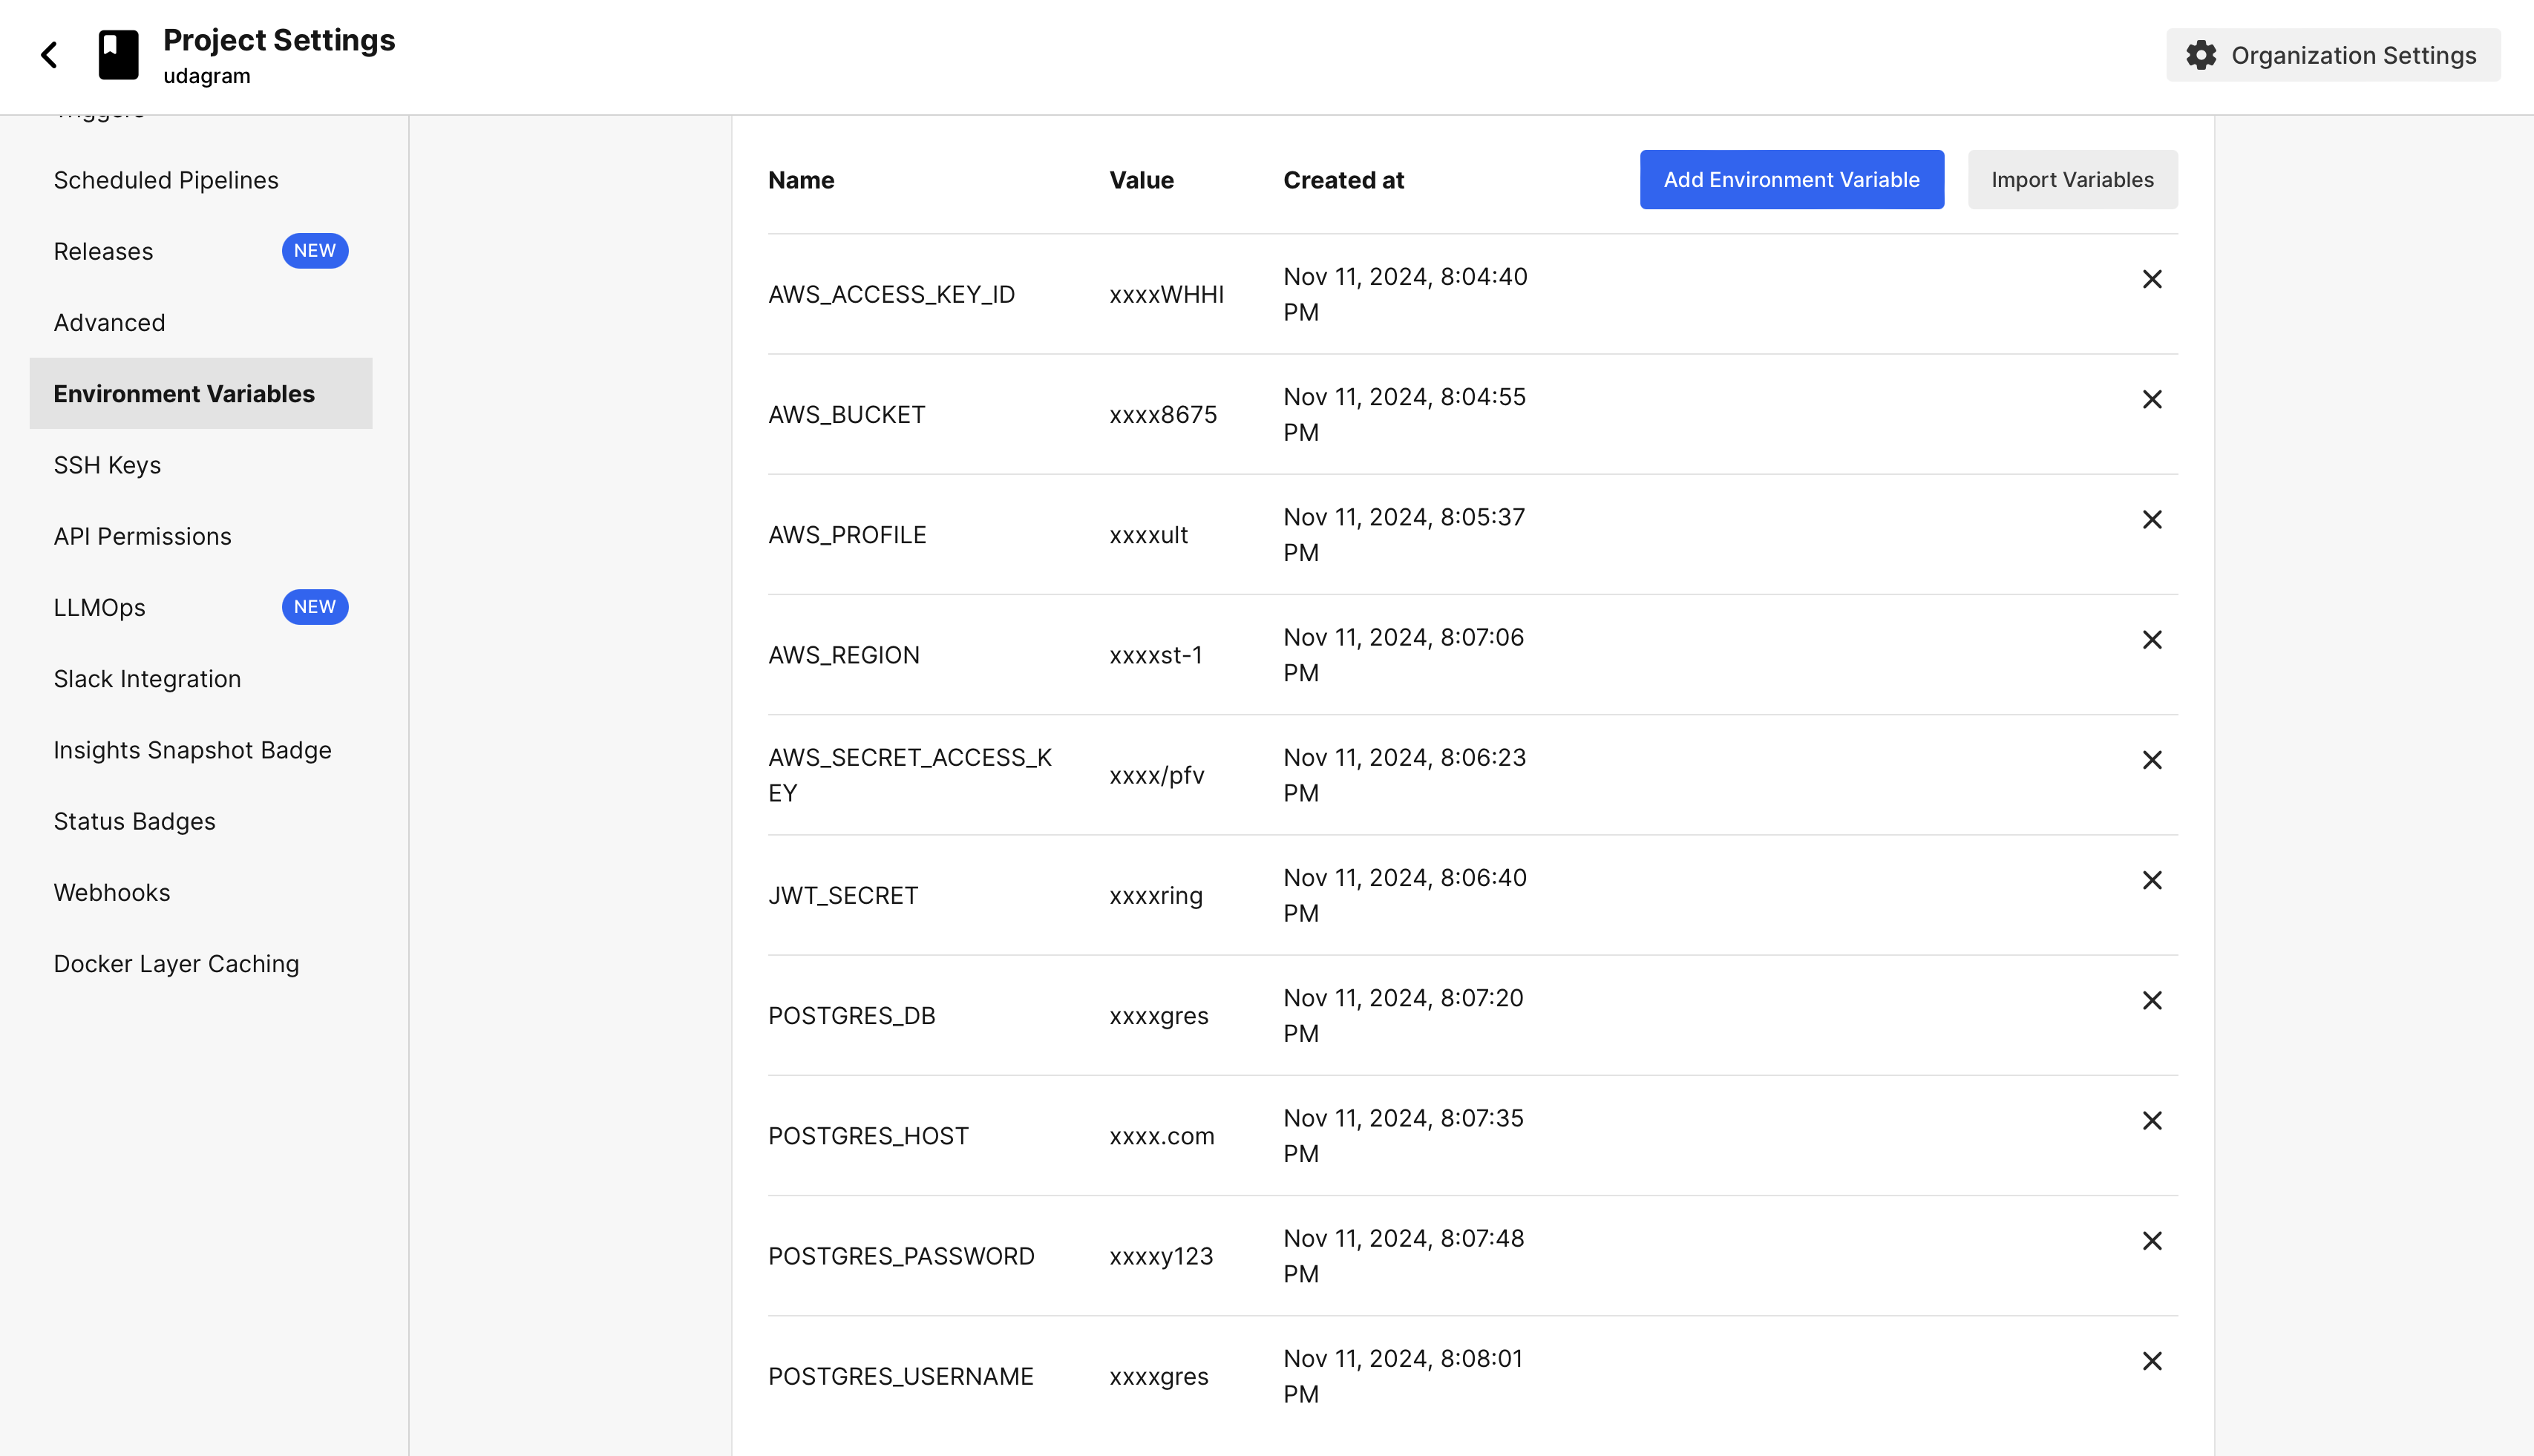 Project Settings
udagram
Organization Settings
Triggers
Scheduled Pipelines
Releases NEW
Advanced
Environment Variables
SSH Keys
API Permissions
LLMOps NEW
Slack Integration
Insights Snapshot Badge
Status Badges
Webhooks
Docker Layer Caching
Name Value Created at Add Environment Variable Import Variables
AWS_ACCESS_KEY_ID xxxxWHHI Nov 11, 2024, 8:04:40
PM
AWS_BUCKET xxxx8675 Nov 11, 2024, 8:04:55
PM
AWS_PROFILE xxxxult Nov 11, 2024, 8:05:37
PM
AWS_REGION xxxxst-1 Nov 11, 2024, 8:07:06
PM
AWS_SECRET_ACCESS_K
EY xxxx/pfv Nov 11, 2024, 8:06:23
PM
JWT_SECRET xxxxring Nov 11, 2024, 8:06:40
PM
POSTGRES_DB xxxxgres Nov 11, 2024, 8:07:20
PM
POSTGRES_HOST xxxx.com Nov 11, 2024, 8:07:35
PM
POSTGRES_PASSWORD xxxxy123 Nov 11, 2024, 8:07:48
PM
POSTGRES_USERNAME xxxxgres Nov 11, 2024, 8:08:01
PM